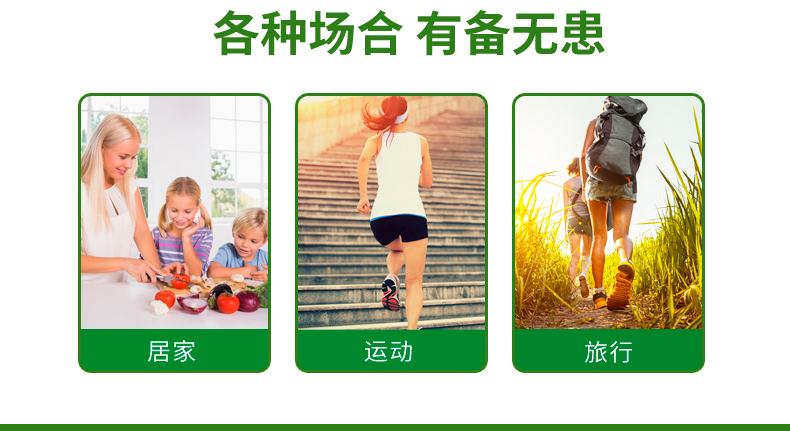 各种场合 有备无患
居家
运动
旅行